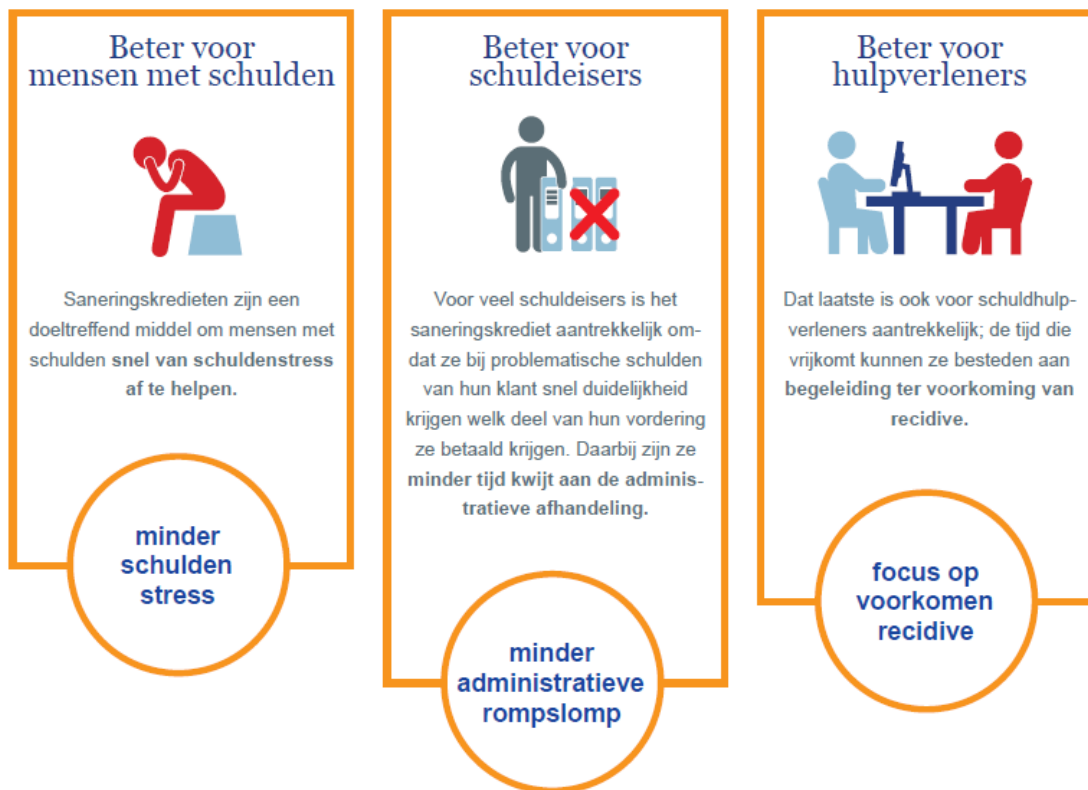 Beter voor
mensen met schulden
Saneringskredieten zijn een
doeltreffend middel om mensen met
schulden snel van schuldenstress
af te helpen.
minder
schulden
stress
Beter voor
schuldeisers
Voor veel schuldeisers is het
saneringskrediet aantrekkelijk om-
dat ze bij problematische schulden
van hun klant snel duidelijkheid
krijgen welk deel van hun vordering
ze betaald krijgen. Daarbij zijn ze
minder tijd kwijt aan de adminis-
tratieve afhandeling.
minder
administratieve
rompslomp
Beter voor
hulpverleners
Dat laatste is ook voor schuldhulp-
verleners aantrekkelijk; de tijd die
vrijkomt kunnen ze besteden aan
begeleiding ter voorkoming van
recidive.
focus op
voorkomen
recidive